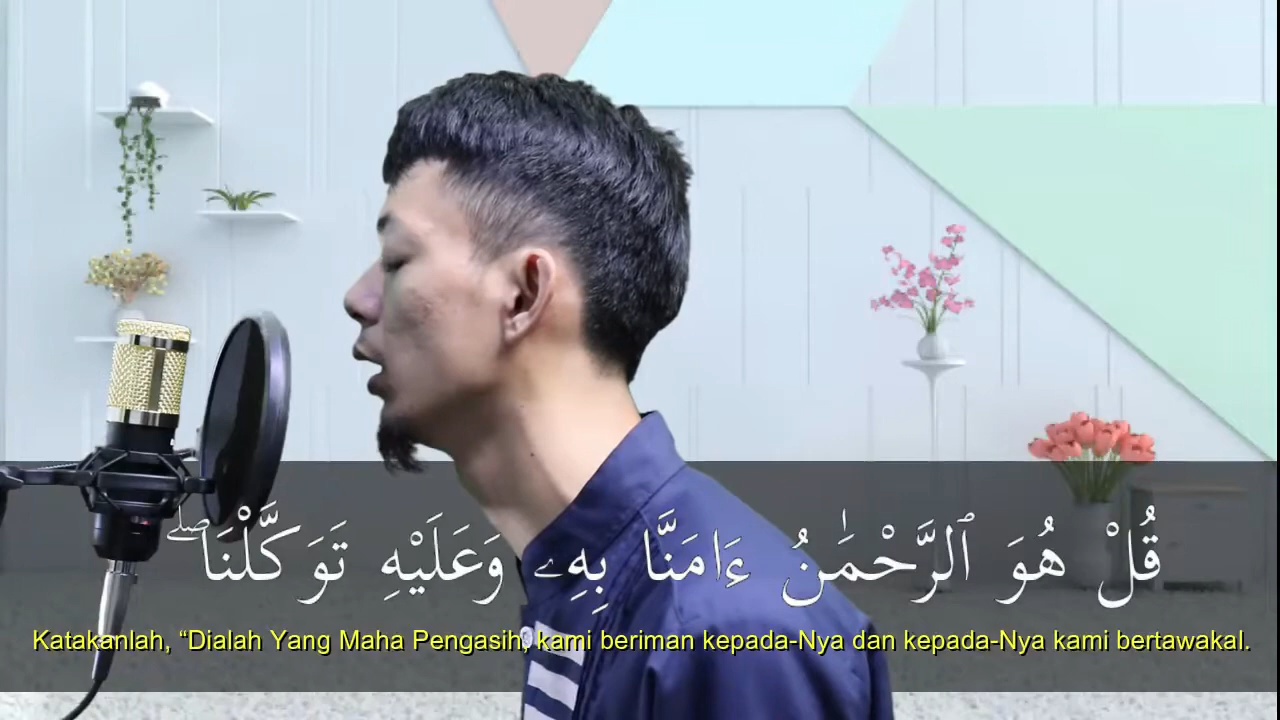 قُلْ هُوَ ٱلرَّحْمَٰنُ ءَامَنَّا بِهِۦ وَعَلَيْهِ تَوَكَّلْنَا ۖ
Katakanlah, “Dialah Yang Maha Pengasih, kami beriman kepada-Nya dan kepada-Nya kami bertawakal.